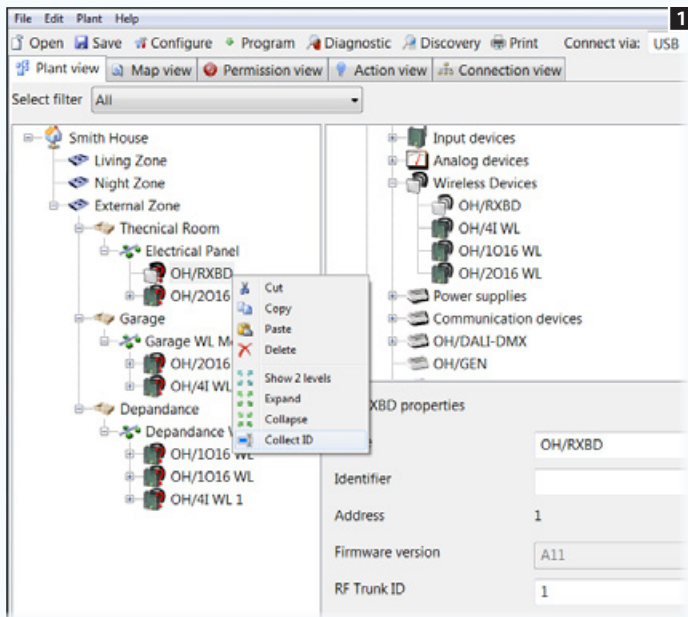 File Edit Plant Help
1
Open Save Configure Program Diagnostic Discovery Print Connect via: USB
Plant view Map view Permission view Action view Connection view
Select filter All
Smith House
Living Zone
Night Zone
External Zone
Thecnical Room
Electrical Panel
OH/RXBD
OH/2O16
Garage
Garage WL M
OH/2O16
OH/4I WL
Depandance
Depandance
OH/1O16 WL
OH/1O16 WL
OH/4I WL 1
Cut
Copy
Paste
Delete
Show 2 levels
Expand
Collapse
Collect ID
Input devices
Analog devices
Wireless Devices
OH/RXBD
OH/4I WL
OH/1O16 WL
OH/2O16 WL
Power supplies
Communication devices
OH/DALI-DMX
OH/GEN
XBD properties
OH/RXBD
Identifier
Address 1
Firmware version A11
RF Trunk ID 1